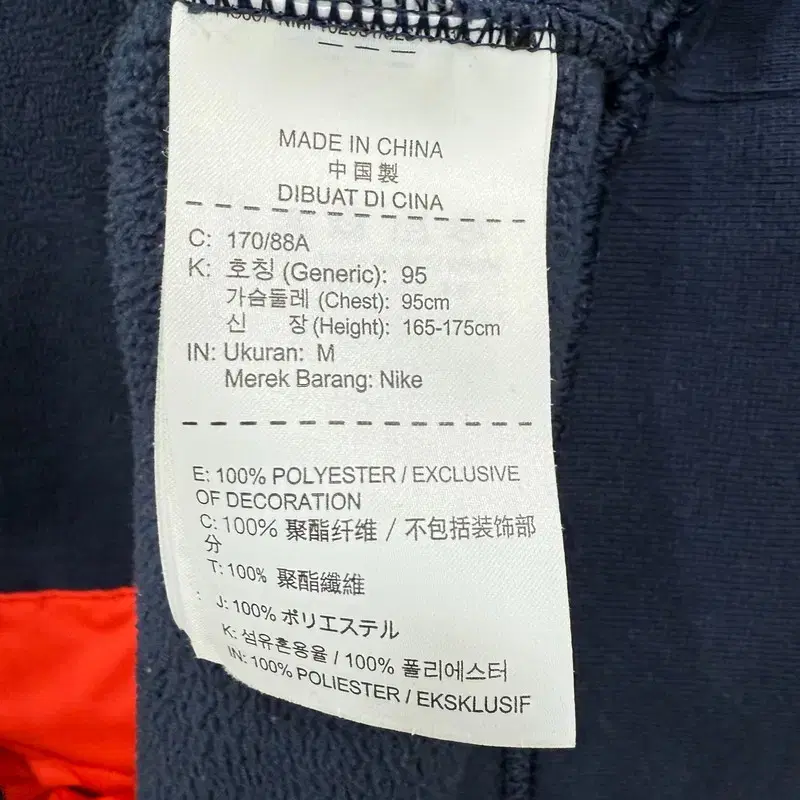 MADE IN CHINA
中国製
DIBUAT DI CINA
C: 170/88A
K: 호칭 (Generic): 95
가슴둘레 (Chest): 95cm
신 장 (Height): 165-175cm
IN: Ukuran: M
Merek Barang: Nike
E: 100% POLYESTER / EXCLUSIVE
OF DECORATION
C: 100% 聚酯纤维 / 不包括装饰部
分
T: 100% 聚酯纖維
J: 100% ポリエステル
K: 섬유혼용율 / 100% 폴리에스터
IN: 100% POLIESTER / EKSKLUSIF